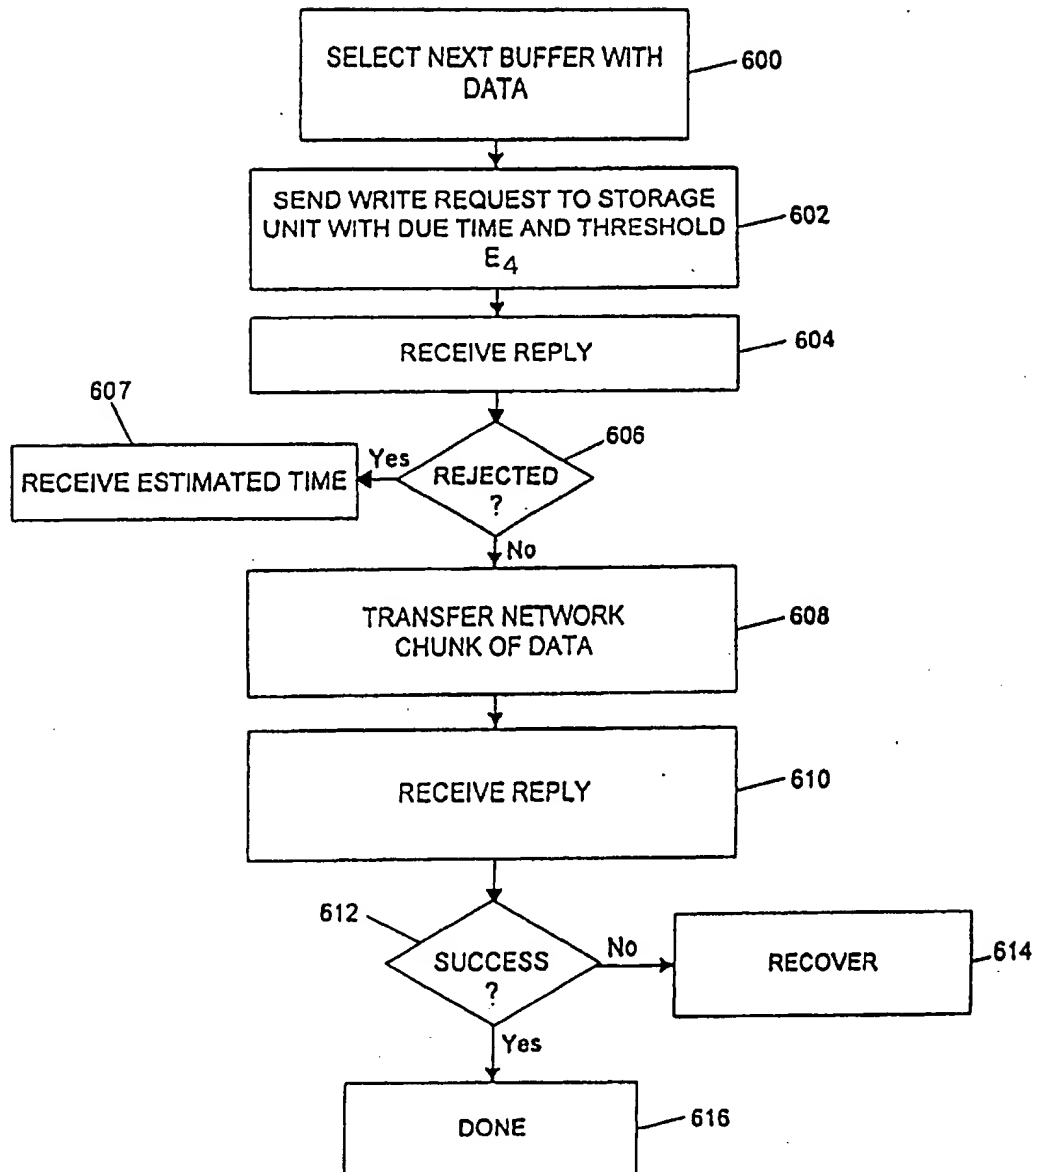 SELECT NEXT BUFFER WITH
DATA
600
SEND WRITE REQUEST TO STORAGE
UNIT WITH DUE TIME AND THRESHOLD
E4
602
RECEIVE REPLY
604
607
606
RECEIVE ESTIMATED TIME
Yes
REJECTED
?
No
TRANSFER NETWORK
CHUNK OF DATA
608
RECEIVE REPLY
610
612
SUCCESS
?
No
RECOVER
614
Yes
DONE
616